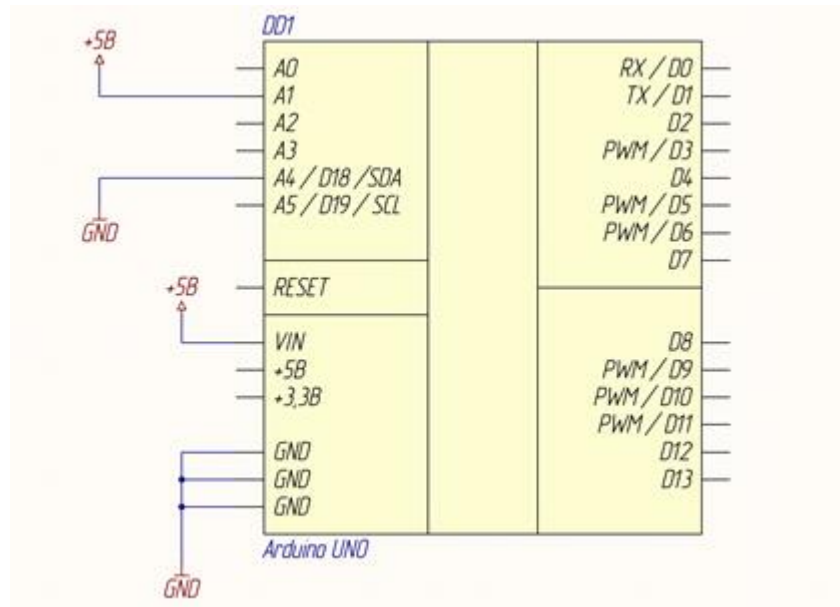 DD1
+5В
A0
A1
A2
A3
A4 / D18 /SDA
A5 / D19 / SCL
GND
+5В
RESET
VIN
+5В
+3,3В
GND
GND
GND
GND
RX / D0
TX / D1
D2
PWM / D3
D4
PWM / D5
PWM / D6
D7
D8
PWM / D9
PWM / D10
PWM / D11
D12
D13
Arduino UNO